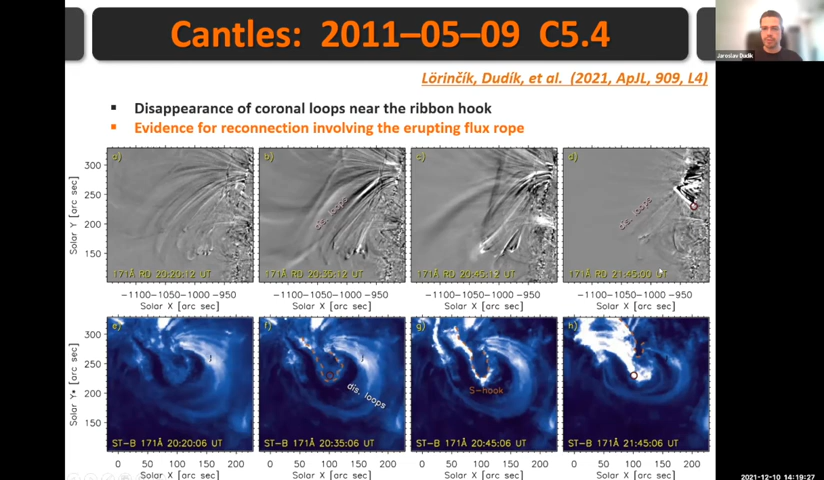 Cantles: 2011–05–09 C5.4
Jaroslav Dudík
Lörinčík, Dudík, et al. (2021, ApJL, 909, L4)
Disappearance of coronal loops near the ribbon hook
Evidence for reconnection involving the erupting flux rope
a) b) c) d)
300
250
200
150
Solar Y [arc sec]
dis. loops
dis. loops
171Å RD 20:20:12 UT
171Å RD 20:35:12 UT
171Å RD 20:45:12 UT
171Å RD 21:45:00 UT
−1100−1050−1000 −950
−1100−1050−1000 −950
−1100−1050−1000 −950
−1100−1050−1000 −950
Solar X [arc sec]
Solar X [arc sec]
Solar X [arc sec]
Solar X [arc sec]
e) f) g) h)
300
250
200
150
Solar Y* [arc sec]
dis. loops
S-hook
ST-B 171Å 20:20:06 UT
ST-B 171Å 20:35:06 UT
ST-B 171Å 20:45:06 UT
ST-B 171Å 21:45:06 UT
0 50 100 150 200
0 50 100 150 200
0 50 100 150 200
0 50 100 150 200
Solar X [arc sec]
Solar X [arc sec]
Solar X [arc sec]
Solar X [arc sec]
2021-12-10 14:19:27